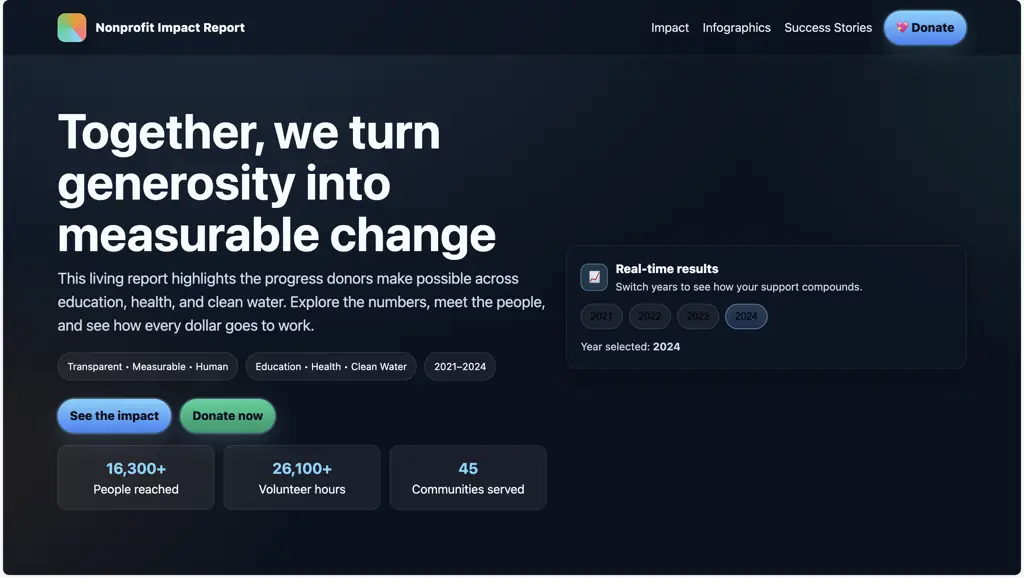 Nonprofit Impact Report
Impact
Infographics
Success Stories
💖 Donate
Together, we turn
generosity into
measurable change
This living report highlights the progress donors make possible across
education, health, and clean water. Explore the numbers, meet the people,
and see how every dollar goes to work.
Transparent • Measurable • Human
Education • Health • Clean Water
2021–2024
See the impact
Donate now
16,300+
People reached
26,100+
Volunteer hours
45
Communities served
Real-time results
Switch years to see how your support compounds.
2021
2022
2023
2024
Year selected: 2024